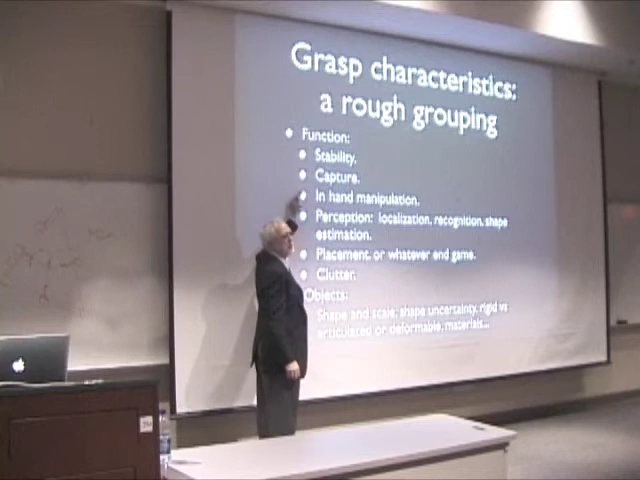 Grasp characteristics:
a rough grouping
Function:
Stability.
Capture.
In hand manipulation.
Perception: localization, recognition, shape
estimation.
Placement, or whatever end game.
Clutter.
Objects:
Shape and scale, shape uncertainty, rigid vs
articulated or deformable, materials...